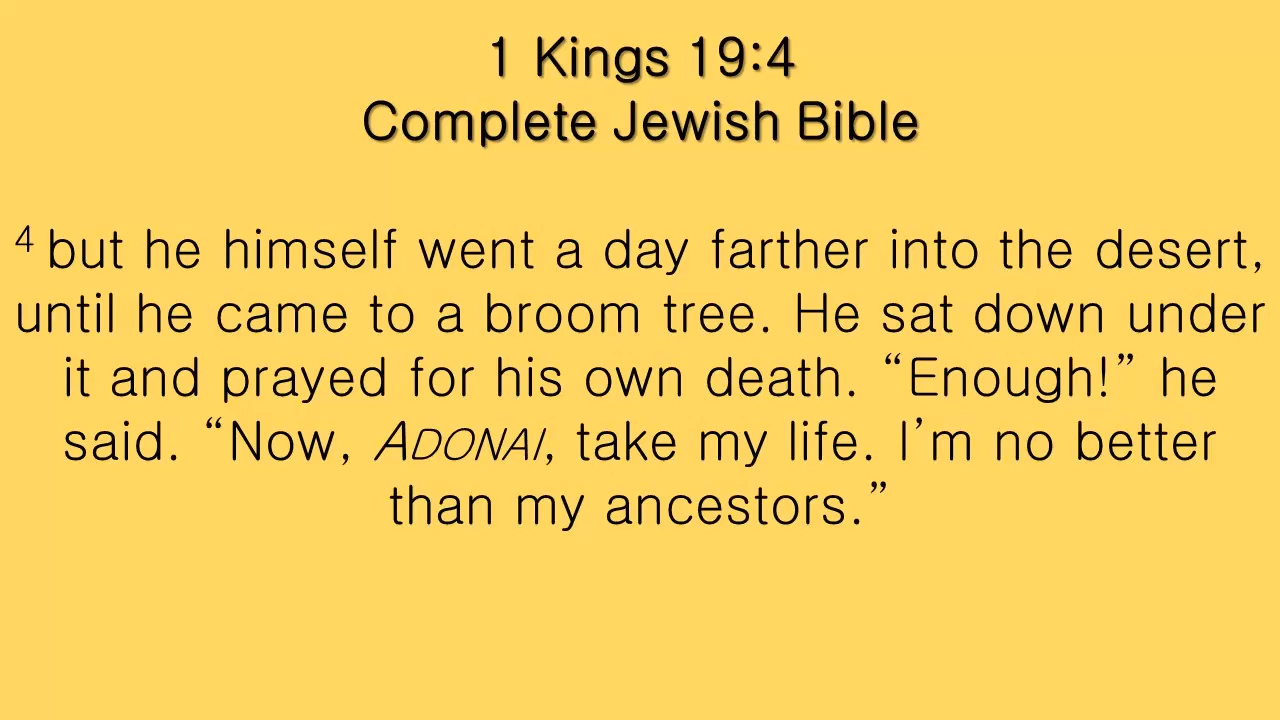 1 Kings 19:4
Complete Jewish Bible
4 but he himself went a day farther into the desert,
until he came to a broom tree. He sat down under
it and prayed for his own death. “Enough!” he
said. “Now, ADONAI, take my life. I’m no better
than my ancestors.”